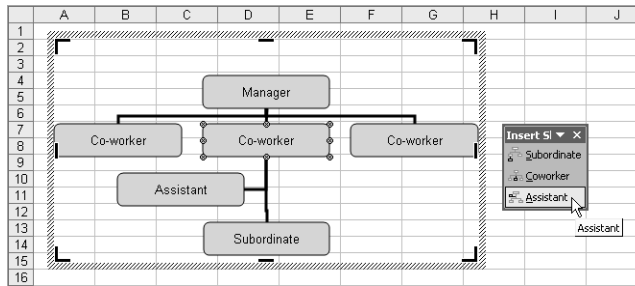 A B C D E F G H I J
1
2
3
4
5
6
7
8
9
10
11
12
13
14
15
16
Manager
Co-worker Co-worker Co-worker
Assistant
Subordinate
Insert Sl
Subordinate
Coworker
Assistant
Assistant